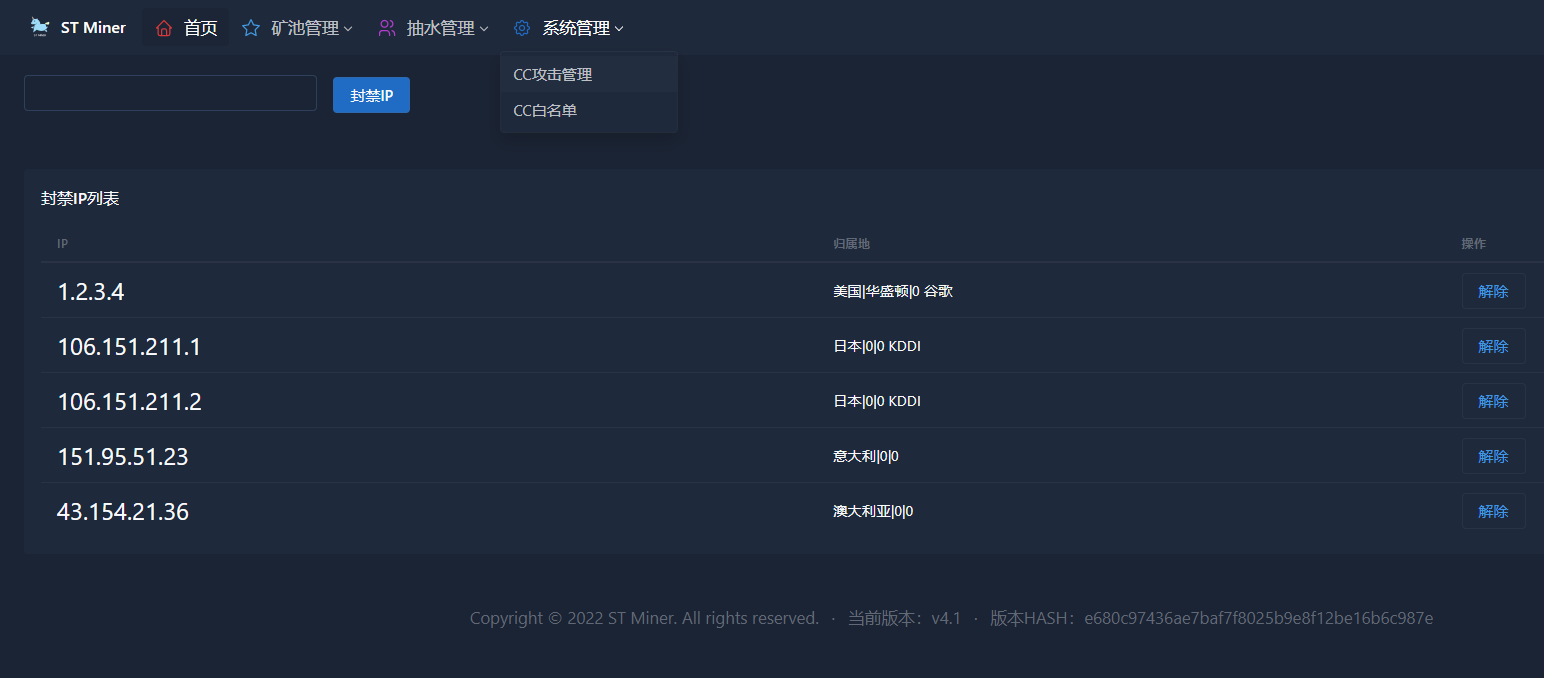 ST Miner 首页 矿池管理 抽水管理 系统管理
CC攻击管理
封禁IP
CC白名单
封禁IP列表
IP 归属地 操作
1.2.3.4 美国|华盛顿|0 谷歌 解除
106.151.211.1 日本|0|0 KDDI 解除
106.151.211.2 日本|0|0 KDDI 解除
151.95.51.23 意大利|0|0 解除
43.154.21.36 澳大利亚|0|0 解除
Copyright © 2022 ST Miner. All rights reserved. · 当前版本：v4.1 · 版本HASH：e680c97436ae7baf7f8025b9e8f12be16b6c987e